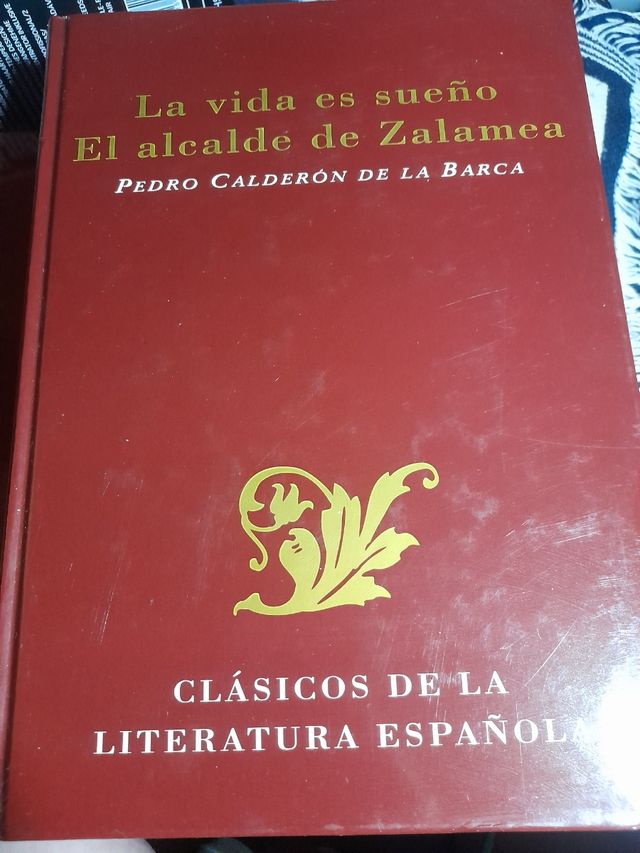 La vida es sueño
El alcalde de Zalamea
PEDRO CALDERÓN DE LA BARCA
CLÁSICOS DE LA
LITERATURA ESPAÑOLA